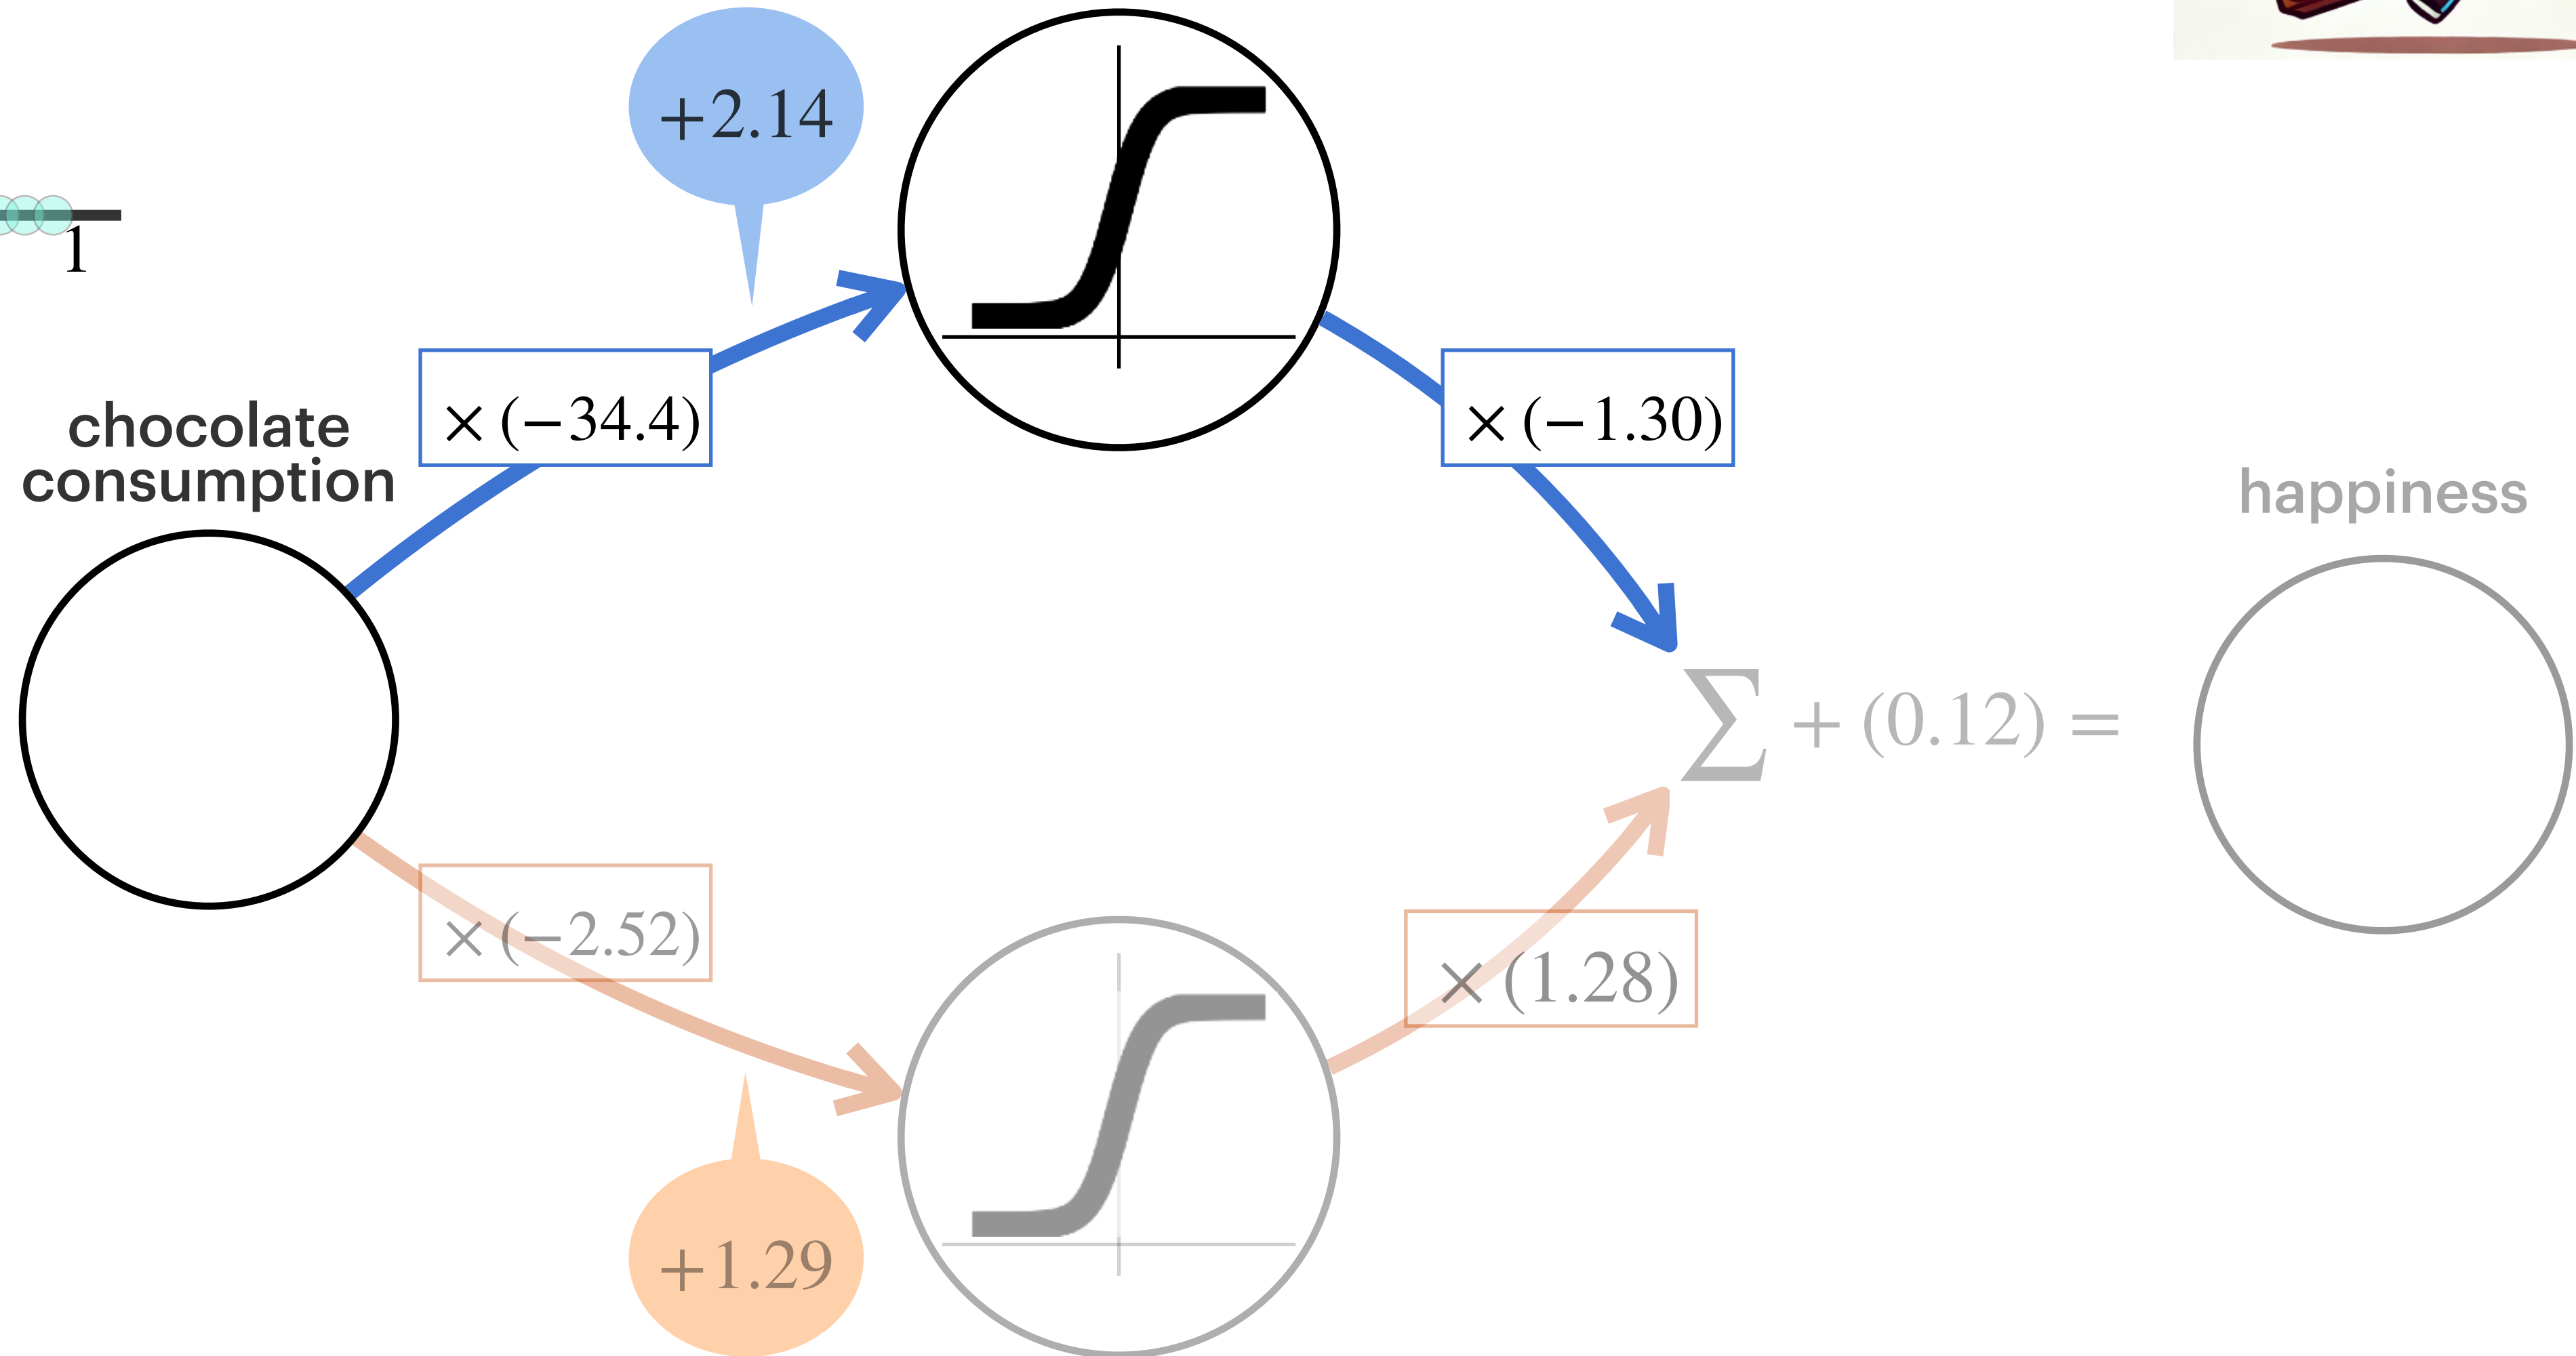 +2.14
1
× (−34.4)
× (−1.30)
chocolate
consumption
happiness
∑ + (0.12) =
× (−2.52)
× (1.28)
+1.29